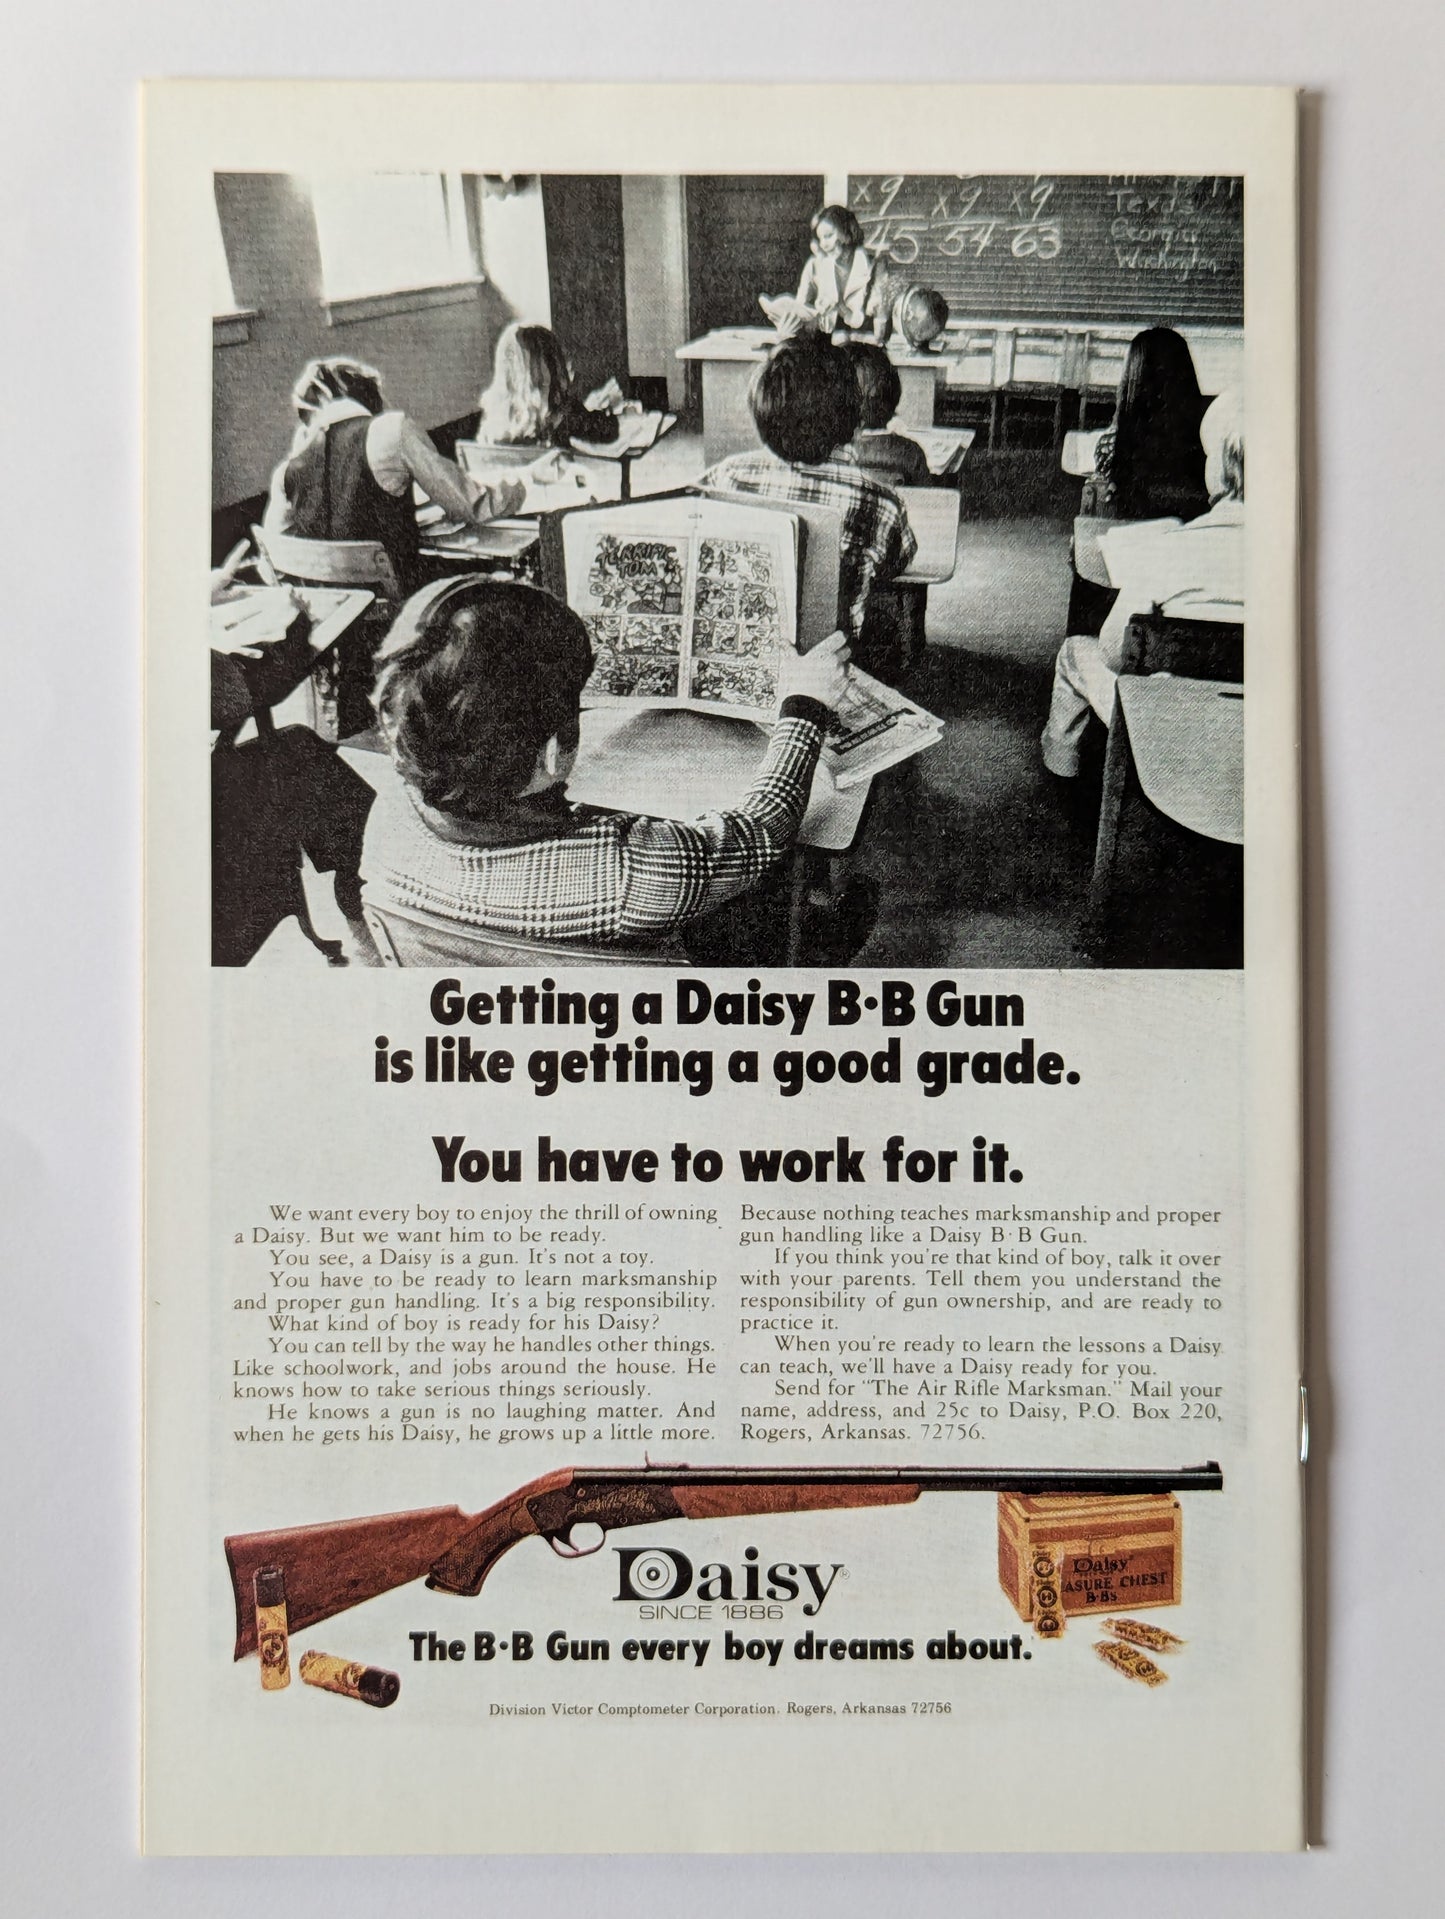 x9 x9 x9
45 54 63
Texas
Georgia
Washington
TERRIFIC
TOM
Getting a Daisy B·B Gun
is like getting a good grade.
You have to work for it.
We want every boy to enjoy the thrill of owning
a Daisy. But we want him to be ready.
You see, a Daisy is a gun. It's not a toy.
You have to be ready to learn marksmanship
and proper gun handling. It's a big responsibility.
What kind of boy is ready for his Daisy?
You can tell by the way he handles other things.
Like schoolwork, and jobs around the house. He
knows how to take serious things seriously.
He knows a gun is no laughing matter. And
when he gets his Daisy, he grows up a little more.
Because nothing teaches marksmanship and proper
gun handling like a Daisy B·B Gun.
If you think you're that kind of boy, talk it over
with your parents. Tell them you understand the
responsibility of gun ownership, and are ready to
practice it.
When you're ready to learn the lessons a Daisy
can teach, we'll have a Daisy ready for you.
Send for "The Air Rifle Marksman." Mail your
name, address, and 25c to Daisy, P.O. Box 220,
Rogers, Arkansas. 72756.
Daisy®
SINCE 1886
Daisy
ASURE CHEST
B·Bs
The B·B Gun every boy dreams about.
Division Victor Comptometer Corporation. Rogers, Arkansas 72756